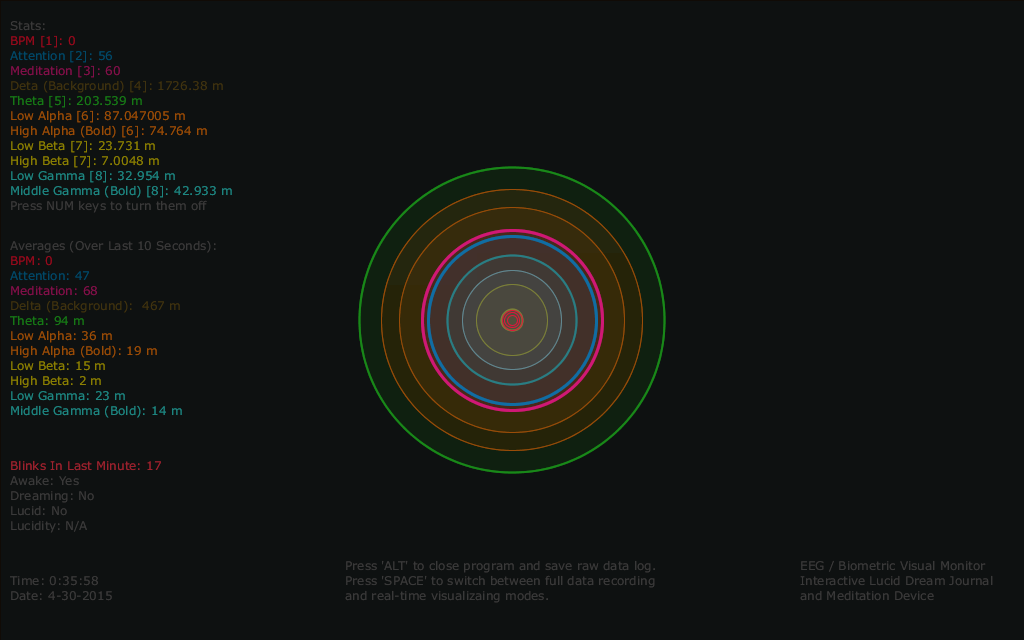 Stats:
BPM [1]: 0
Attention [2]: 56
Meditation [3]: 60
Deta (Background) [4]: 1726.38 m
Theta [5]: 203.539 m
Low Alpha [6]: 87.047005 m
High Alpha (Bold) [6]: 74.764 m
Low Beta [7]: 23.731 m
High Beta [7]: 7.0048 m
Low Gamma [8]: 32.954 m
Middle Gamma (Bold) [8]: 42.933 m
Press NUM keys to turn them off
Averages (Over Last 10 Seconds):
BPM: 0
Attention: 47
Meditation: 68
Delta (Background):  467 m
Theta: 94 m
Low Alpha: 36 m
High Alpha (Bold): 19 m
Low Beta: 15 m
High Beta: 2 m
Low Gamma: 23 m
Middle Gamma (Bold): 14 m
Blinks In Last Minute: 17
Awake: Yes
Dreaming: No
Lucid: No
Lucidity: N/A
Time: 0:35:58
Date: 4-30-2015
Press 'ALT' to close program and save raw data log.
Press 'SPACE' to switch between full data recording
and real-time visualizaing modes.
EEG / Biometric Visual Monitor
Interactive Lucid Dream Journal
and Meditation Device